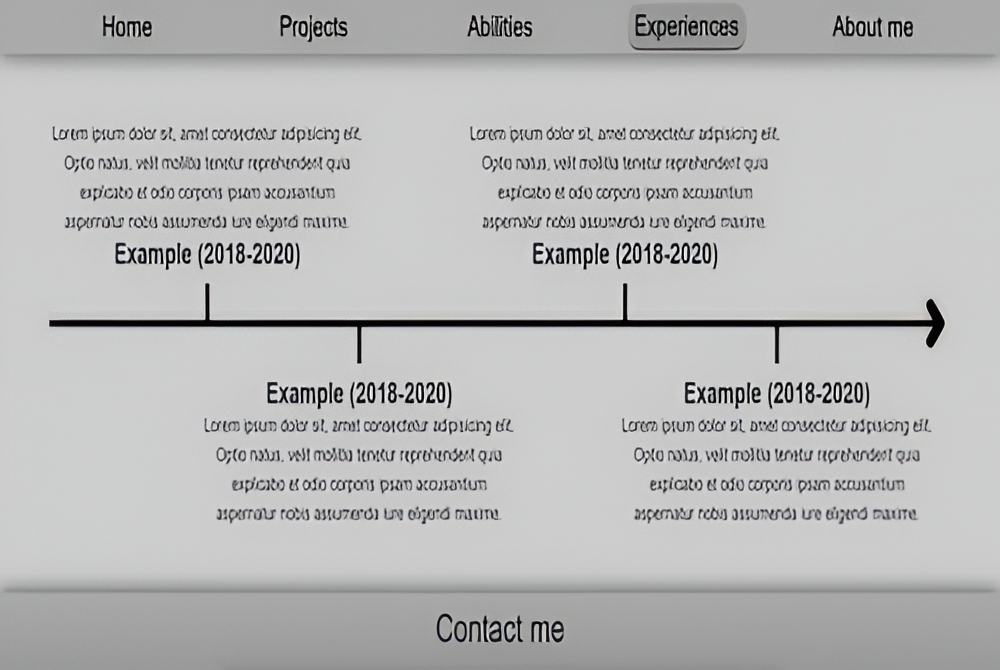 Home Projects Abilities Experiences About me
Lorem ipsum dolor sit, amet consectetur adipisicing elit.
Optio natus, velit mollitia tenetur reprehenderit quia
explicabo et odio corporis ipsam accusantium
aspernatur nobis assumenda iure eligendi maxime.
Example (2018-2020)
Lorem ipsum dolor sit, amet consectetur adipisicing elit.
Optio natus, velit mollitia tenetur reprehenderit quia
explicabo et odio corporis ipsam accusantium
aspernatur nobis assumenda iure eligendi maxime.
Example (2018-2020)
Example (2018-2020)
Lorem ipsum dolor sit, amet consectetur adipisicing elit.
Optio natus, velit mollitia tenetur reprehenderit quia
explicabo et odio corporis ipsam accusantium
aspernatur nobis assumenda iure eligendi maxime.
Example (2018-2020)
Lorem ipsum dolor sit, amet consectetur adipisicing elit.
Optio natus, velit mollitia tenetur reprehenderit quia
explicabo et odio corporis ipsam accusantium
aspernatur nobis assumenda iure eligendi maxime.
Contact me